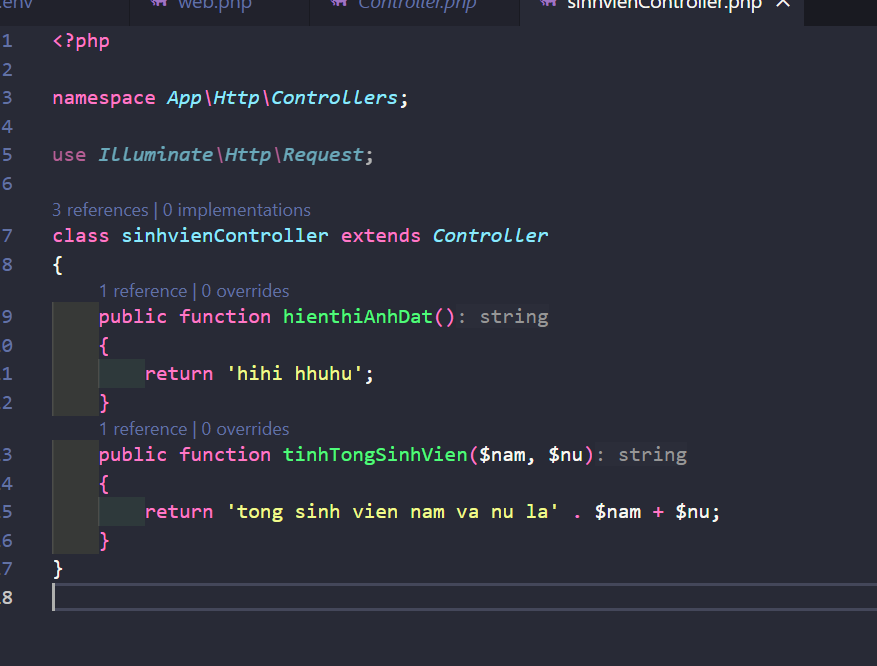 .env web.php Controller.php sinhvienController.php
1 <?php
2
3 namespace App\Http\Controllers;
4
5 use Illuminate\Http\Request;
6
3 references | 0 implementations
7 class sinhvienController extends Controller
8 {
1 reference | 0 overrides
9 public function hienthiAnhDat(): string
0 {
1 return 'hihi hhuhu';
2 }
1 reference | 0 overrides
3 public function tinhTongSinhVien($nam, $nu): string
4 {
5 return 'tong sinh vien nam va nu la' . $nam + $nu;
6 }
7 }
8